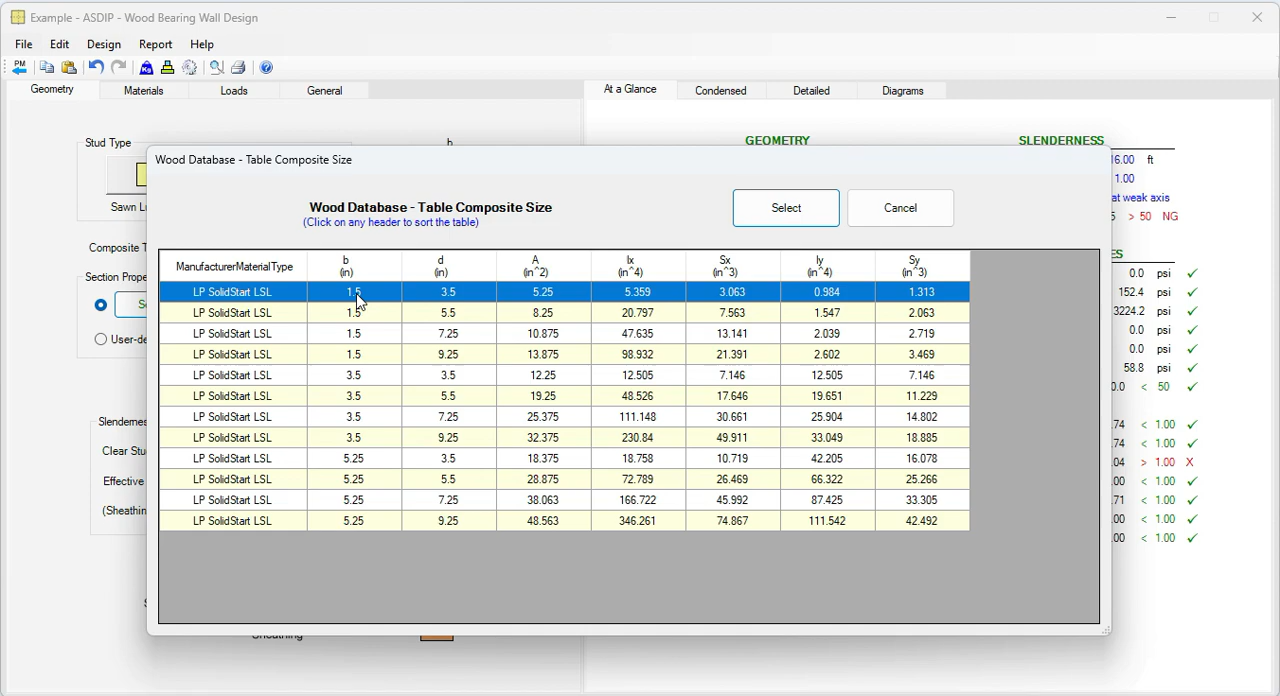 Example - ASDIP - Wood Bearing Wall Design
File Edit Design Report Help
PM
Kg
Geometry Materials Loads General At a Glance Condensed Detailed Diagrams
Stud Type
GEOMETRY SLENDERNESS
Wood Database - Table Composite Size
16.00 ft
1.00
at weak axis
> 50 NG
Wood Database - Table Composite Size
(Click on any header to sort the table)
Select Cancel
Composite T
Section Prope
User-de
Slendernes
Clear Stu
Effective
(Sheathin
ManufacturerMaterialType b (in) d (in) A (in^2) Ix (in^4) Sx (in^3) Iy (in^4) Sy (in^3)
LP SolidStart LSL 1.5 3.5 5.25 5.359 3.063 0.984 1.313
LP SolidStart LSL 1.5 5.5 8.25 20.797 7.563 1.547 2.063
LP SolidStart LSL 1.5 7.25 10.875 47.635 13.141 2.039 2.719
LP SolidStart LSL 1.5 9.25 13.875 98.932 21.391 2.602 3.469
LP SolidStart LSL 3.5 3.5 12.25 12.505 7.146 12.505 7.146
LP SolidStart LSL 3.5 5.5 19.25 48.526 17.646 19.651 11.229
LP SolidStart LSL 3.5 7.25 25.375 111.148 30.661 25.904 14.802
LP SolidStart LSL 3.5 9.25 32.375 230.84 49.911 33.049 18.885
LP SolidStart LSL 5.25 3.5 18.375 18.758 10.719 42.205 16.078
LP SolidStart LSL 5.25 5.5 28.875 72.789 26.469 66.322 25.266
LP SolidStart LSL 5.25 7.25 38.063 166.722 45.992 87.425 33.305
LP SolidStart LSL 5.25 9.25 48.563 346.261 74.867 111.542 42.492
ES
0.0 psi ✓
152.4 psi ✓
3224.2 psi ✓
0.0 psi ✓
0.0 psi ✓
58.8 psi ✓
0.0 < 50 ✓
.74 < 1.00 ✓
.74 < 1.00 ✓
.04 > 1.00 X
.00 < 1.00 ✓
.71 < 1.00 ✓
.00 < 1.00 ✓
.00 < 1.00 ✓